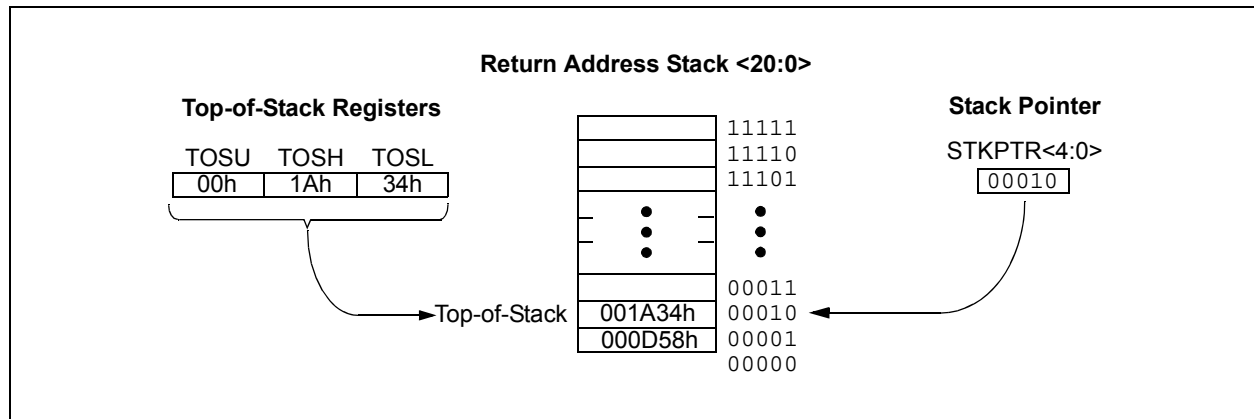 Return Address Stack <20:0>
Top-of-Stack Registers
Stack Pointer
TOSU TOSH TOSL
STKPTR<4:0>
00h 1Ah 34h
00010
11111
11110
11101
00011
Top-of-Stack 001A34h 00010
000D58h 00001
00000